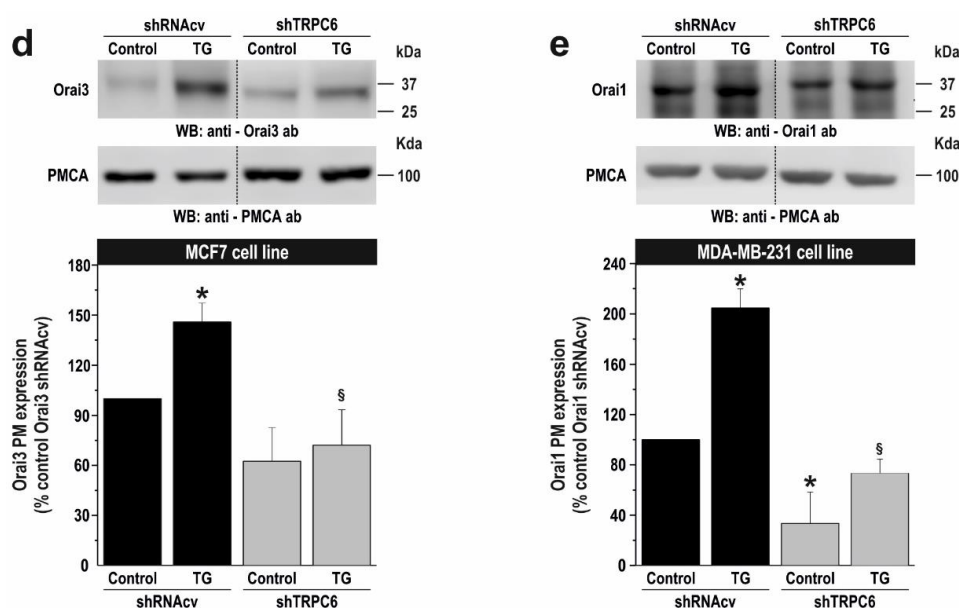 d
shRNAcv shTRPC6
Control TG Control TG kDa
Orai3 37
25
WB: anti - Orai3 ab
Kda
PMCA 100
WB: anti - PMCA ab
MCF7 cell line
Orai3 PM expression
(% control Orai3 shRNAcv)
180
150
120
90
60
30
0
*
§
Control TG Control TG
shRNAcv shTRPC6
e
shRNAcv shTRPC6
Control TG Control TG kDa
Orai1 37
25
WB: anti - Orai1 ab
Kda
PMCA 100
WB: anti - PMCA ab
MDA-MB-231 cell line
Orai1 PM expression
(% control Orai1 shRNAcv)
240
200
160
120
80
40
0
*
*
§
Control TG Control TG
shRNAcv shTRPC6